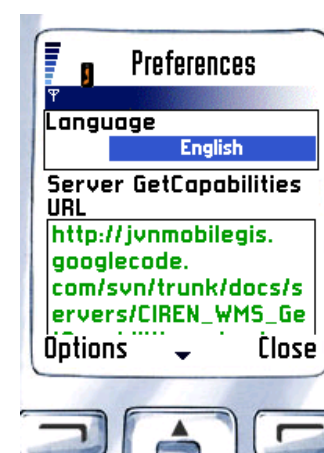 Preferences
Language
English
Server GetCapabilities
URL
http://jvnmobilegis.
googlecode.
com/svn/trunk/docs/s
ervers/CIREN_WMS_Ge
Options
Close